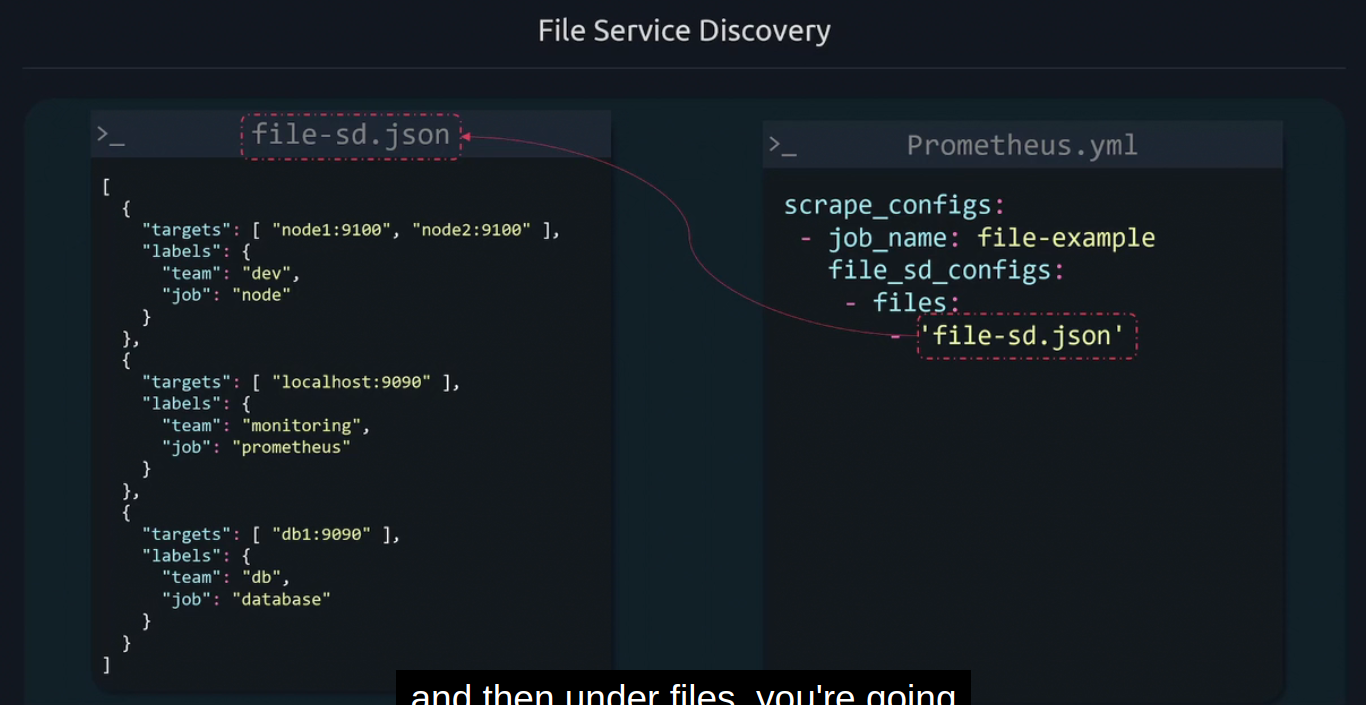 File Service Discovery
>_ file-sd.json
[
  {
    "targets": [ "node1:9100", "node2:9100" ],
    "labels": {
      "team": "dev",
      "job": "node"
    }
  },
  {
    "targets": [ "localhost:9090" ],
    "labels": {
      "team": "monitoring",
      "job": "prometheus"
    }
  },
  {
    "targets": [ "db1:9090" ],
    "labels": {
      "team": "db",
      "job": "database"
    }
  }
]
>_ Prometheus.yml
scrape_configs:
 - job_name: file-example
   file_sd_configs:
    - files:
       - 'file-sd.json'
and then under files, you're going